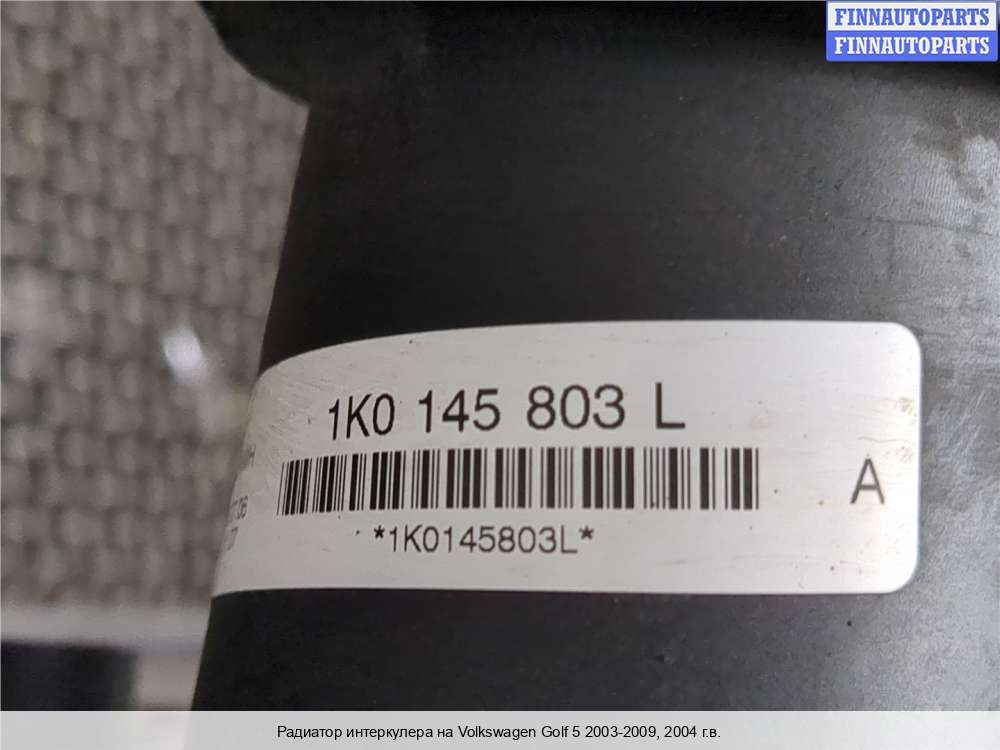 FINNAUTOPARTS
FINNAUTOPARTS
1K0 145 803 L
A
*1K0145803L*
Радиатор интеркулера на Volkswagen Golf 5 2003-2009, 2004 г.в.